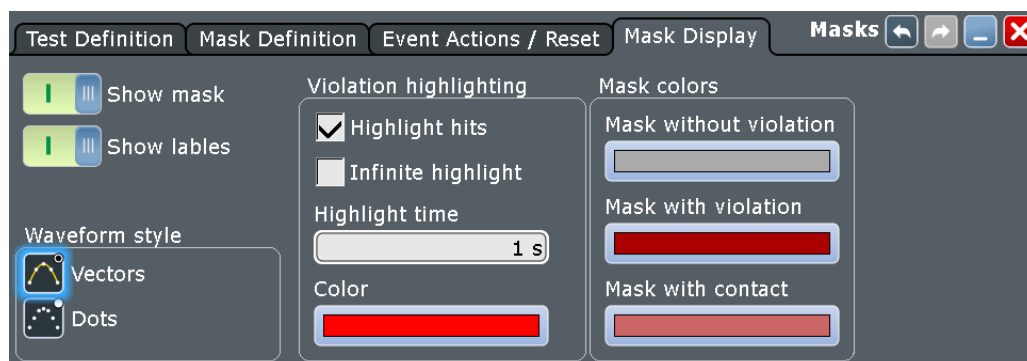 Test Definition
Mask Definition
Event Actions / Reset
Mask Display
Masks
Show mask
Show lables
Waveform style
Vectors
Dots
Violation highlighting
Highlight hits
Infinite highlight
Highlight time
1 s
Color
Mask colors
Mask without violation
Mask with violation
Mask with contact